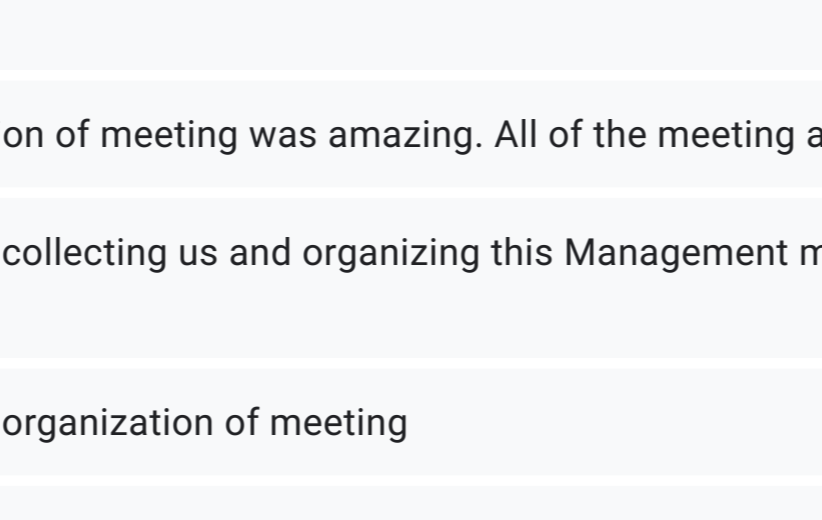 on of meeting was amazing. All of the meeting a
collecting us and organizing this Management m
organization of meeting